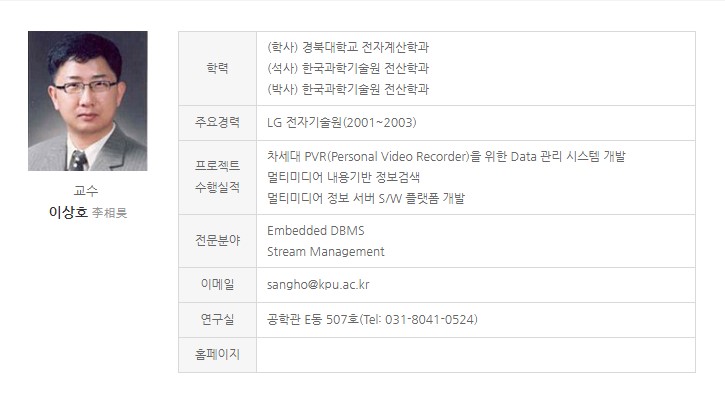 교수
이상호 李相昊
학력
(학사) 경북대학교 전자계산학과
(석사) 한국과학기술원 전산학과
(박사) 한국과학기술원 전산학과
주요경력
LG 전자기술원(2001~2003)
프로젝트
수행실적
차세대 PVR(Personal Video Recorder)을 위한 Data 관리 시스템 개발
멀티미디어 내용기반 정보검색
멀티미디어 정보 서버 S/W 플랫폼 개발
전문분야
Embedded DBMS
Stream Management
이메일
sangho@kpu.ac.kr
연구실
공학관 E동 507호(Tel: 031-8041-0524)
홈페이지